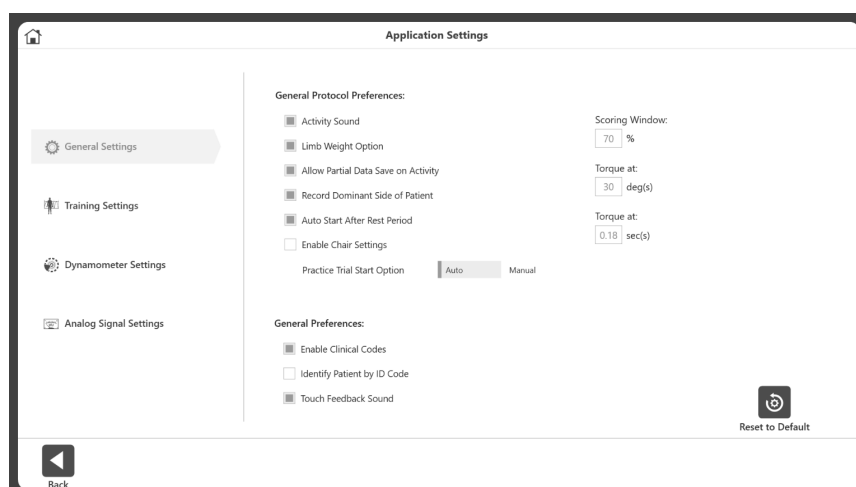 Application Settings
General Settings
Training Settings
Dynamometer Settings
Analog Signal Settings
General Protocol Preferences:
Activity Sound
Limb Weight Option
Allow Partial Data Save on Activity
Record Dominant Side of Patient
Auto Start After Rest Period
Enable Chair Settings
Practice Trial Start Option Auto Manual
Scoring Window:
70 %
Torque at:
30 deg(s)
Torque at:
0.18 sec(s)
General Preferences:
Enable Clinical Codes
Identify Patient by ID Code
Touch Feedback Sound
Reset to Default
Back